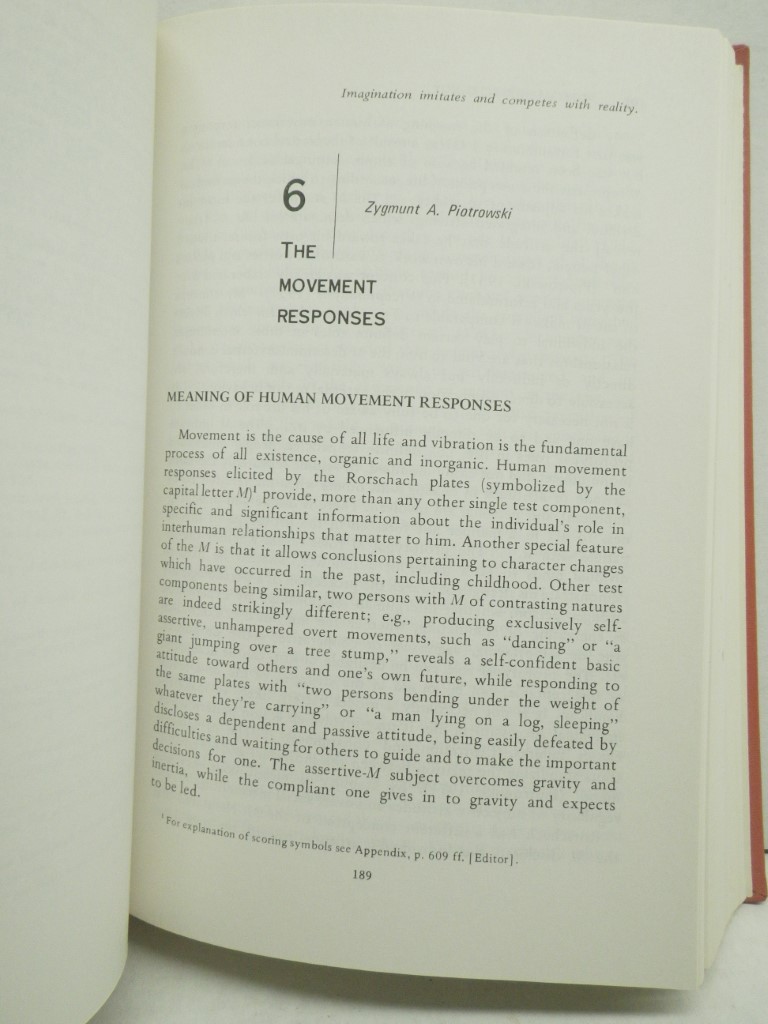 Imagination imitates and competes with reality.
6
Zygmunt A. Piotrowski
THE
MOVEMENT
RESPONSES
MEANING OF HUMAN MOVEMENT RESPONSES
Movement is the cause of all life and vibration is the fundamental
process of all existence, organic and inorganic. Human movement
responses elicited by the Rorschach plates (symbolized by the
capital letter M)¹ provide, more than any other single test component,
specific and significant information about the individual's role in
interhuman relationships that matter to him. Another special feature
of the M is that it allows conclusions pertaining to character changes
which have occurred in the past, including childhood. Other test
components being similar, two persons with M of contrasting natures
are indeed strikingly different; e.g., producing exclusively self-
assertive, unhampered overt movements, such as "dancing" or "a
giant jumping over a tree stump," reveals a self-confident basic
attitude toward others and one's own future, while responding to
the same plates with "two persons bending under the weight of
whatever they're carrying" or "a man lying on a log, sleeping"
discloses a dependent and passive attitude, being easily defeated by
difficulties and waiting for others to guide and to make the important
decisions for one. The assertive-M subject overcomes gravity and
inertia, while the compliant one gives in to gravity and expects
to be led.
¹For explanation of scoring symbols see Appendix, p. 609 ff. [Editor].
189